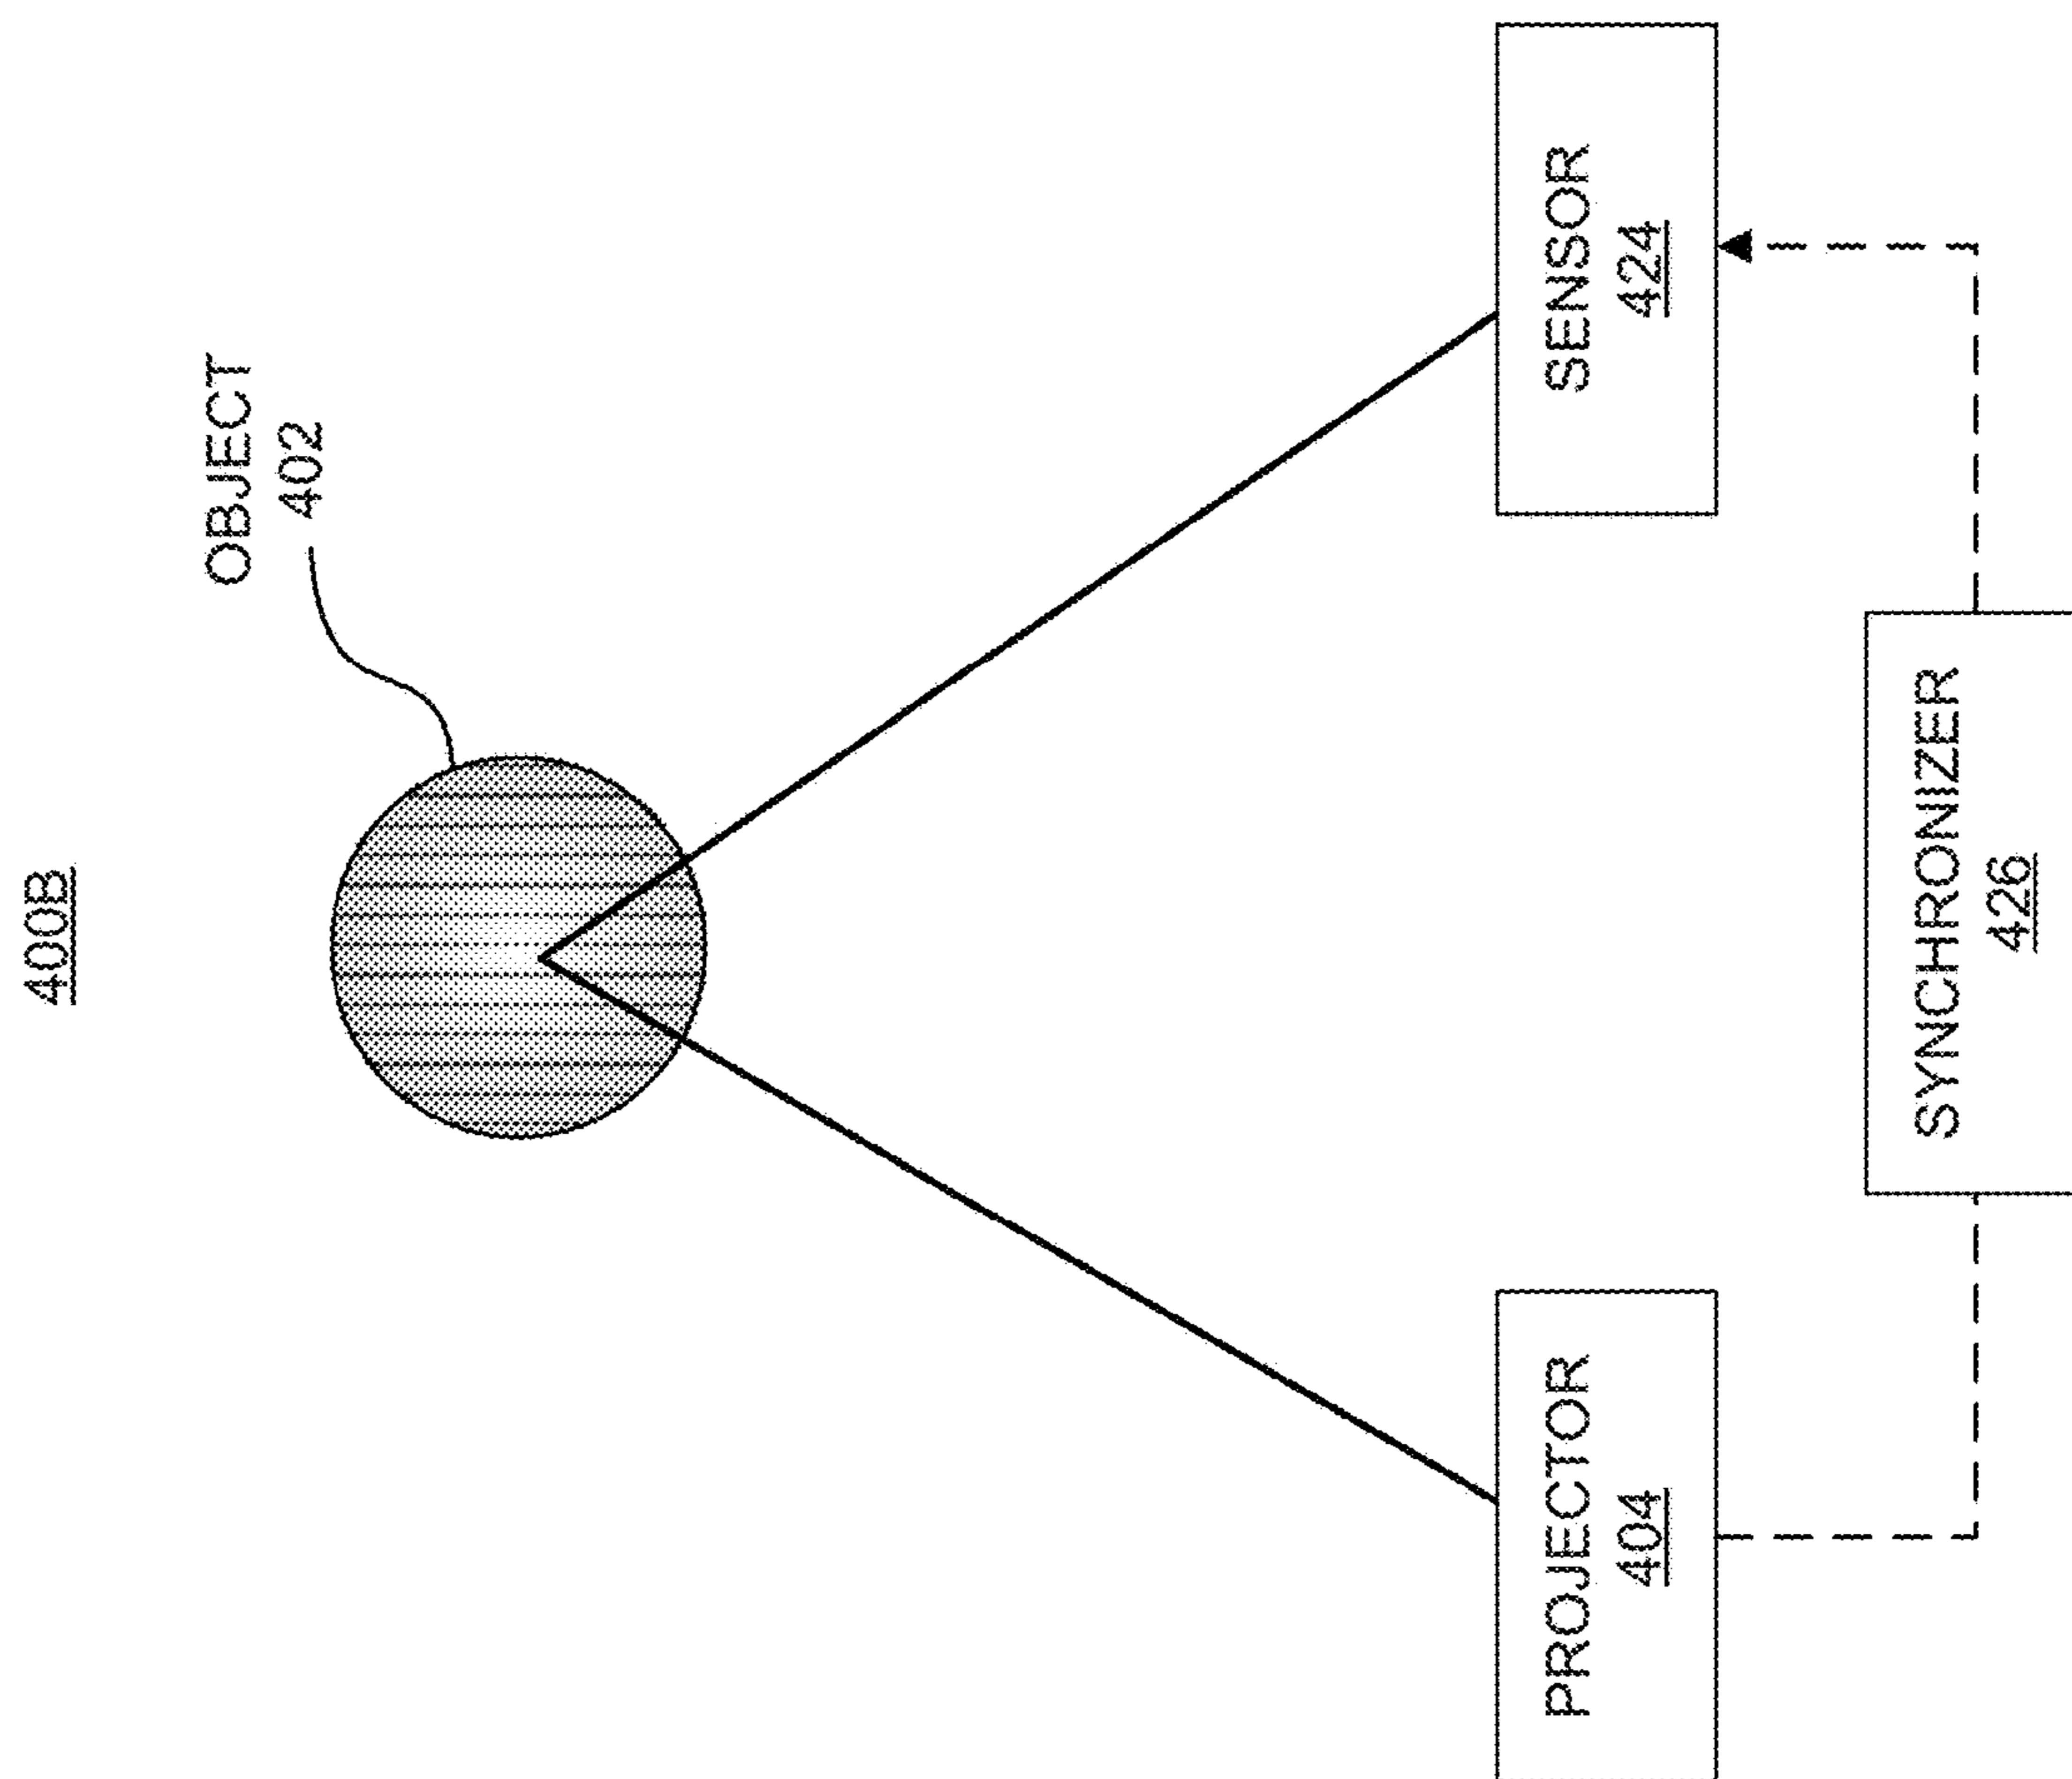 400B
OBJECT
402
SENSOR
424
SYNCHRONIZER
426
PROJECTOR
404